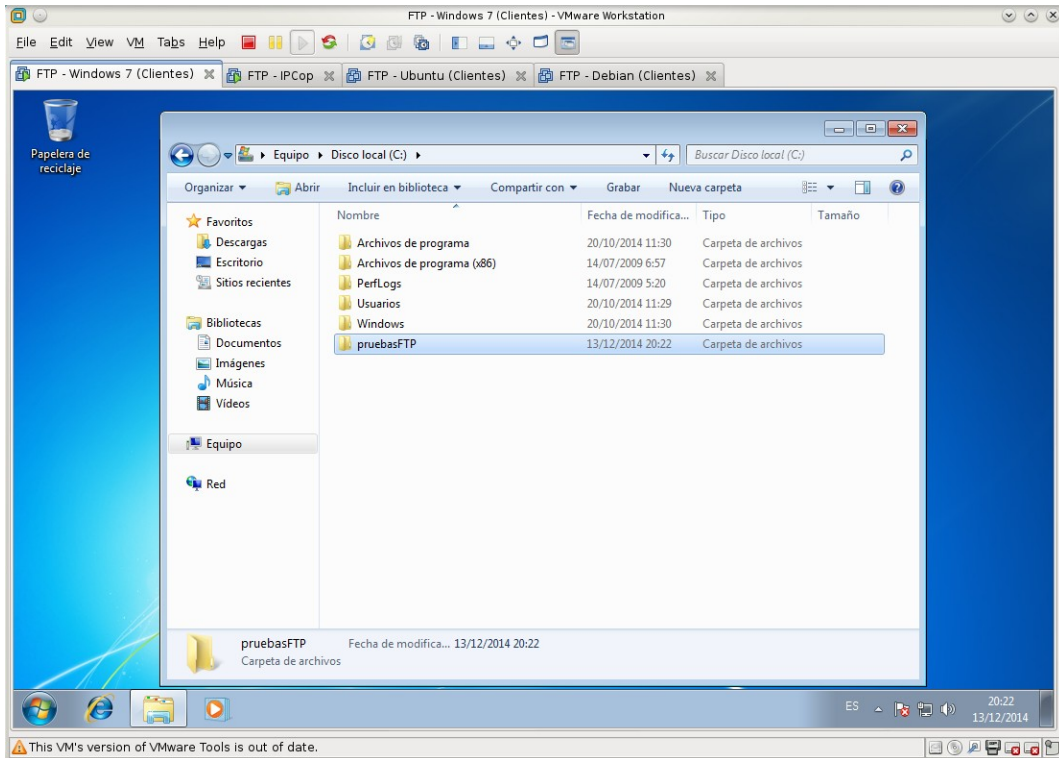 FTP - Windows 7 (Clientes) - VMware Workstation
File Edit View VM Tabs Help
FTP - Windows 7 (Clientes) FTP - IPCop FTP - Ubuntu (Clientes) FTP - Debian (Clientes)
Papelera de
reciclaje
Equipo Disco local (C:) Buscar Disco local (C:)
Organizar Abrir Incluir en biblioteca Compartir con Grabar Nueva carpeta
Favoritos
Descargas
Escritorio
Sitios recientes
Bibliotecas
Documentos
Imágenes
Música
Vídeos
Equipo
Red
Nombre Fecha de modifica... Tipo Tamaño
Archivos de programa 20/10/2014 11:30 Carpeta de archivos
Archivos de programa (x86) 14/07/2009 6:57 Carpeta de archivos
PerfLogs 14/07/2009 5:20 Carpeta de archivos
Usuarios 20/10/2014 11:29 Carpeta de archivos
Windows 20/10/2014 11:30 Carpeta de archivos
pruebasFTP 13/12/2014 20:22 Carpeta de archivos
pruebasFTP Fecha de modifica... 13/12/2014 20:22
Carpeta de archivos
ES 20:22
13/12/2014
This VM's version of VMware Tools is out of date.